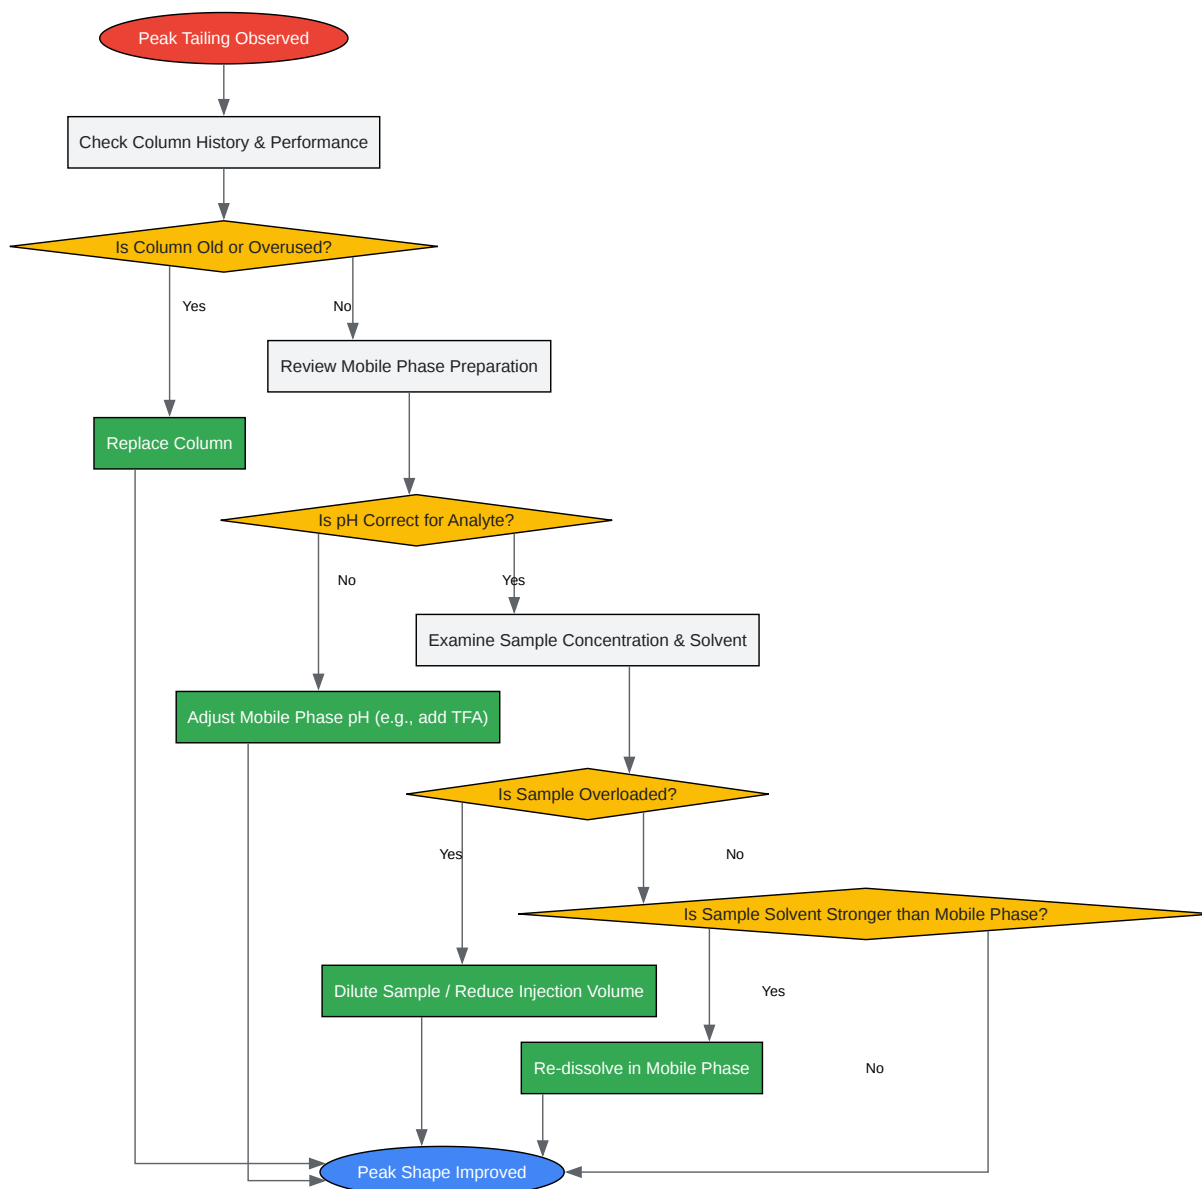 Peak Tailing Observed
Check Column History & Performance
Is Column Old or Overused?
Yes
No
Review Mobile Phase Preparation
Replace Column
Is pH Correct for Analyte?
No
Yes
Examine Sample Concentration & Solvent
Adjust Mobile Phase pH (e.g., add TFA)
Is Sample Overloaded?
Yes
No
Is Sample Solvent Stronger than Mobile Phase?
Dilute Sample / Reduce Injection Volume
Yes
Re-dissolve in Mobile Phase
No
Peak Shape Improved